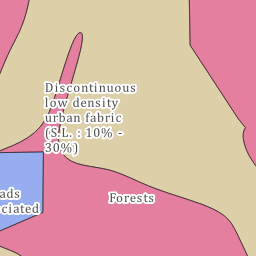 Discontinuous
low density
urban fabric
(S.L. : 10% -
30%)
ads
ciated
Forests